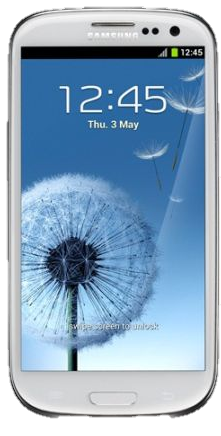 SAMSUNG
12:45
12:45
Thu. 3 May
Swipe screen to unlock